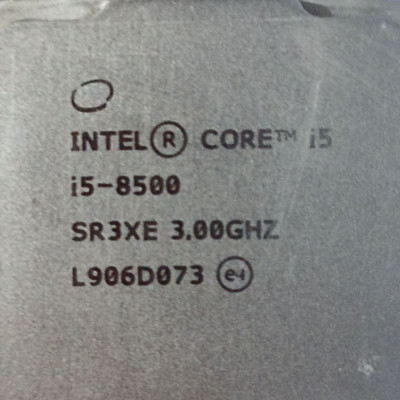 INTEL® CORE™ i5
i5-8500
SR3XE 3.00GHZ
L906D073 e4